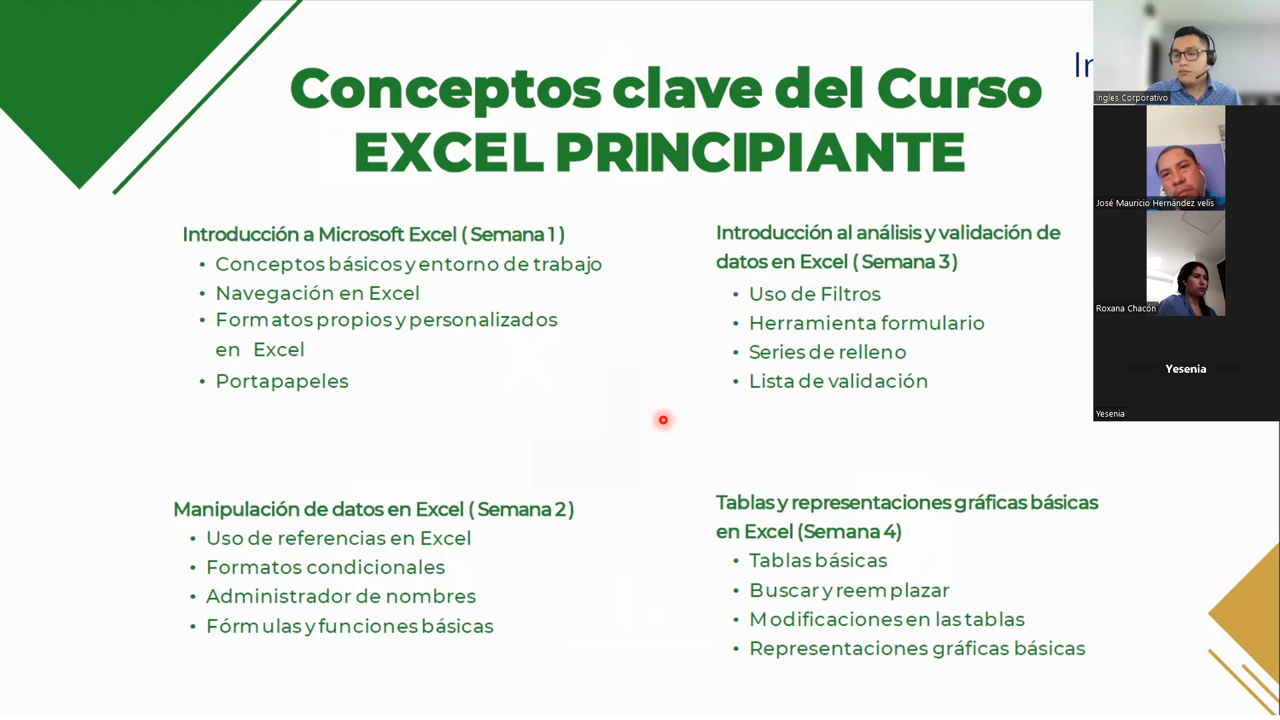 Conceptos clave del Curso
EXCEL PRINCIPIANTE
Introducción a Microsoft Excel ( Semana 1 )
• Conceptos básicos y entorno de trabajo
• Navegación en Excel
• Formatos propios y personalizados
en Excel
• Portapapeles
Introducción al análisis y validación de
datos en Excel ( Semana 3 )
• Uso de Filtros
• Herramienta formulario
• Series de relleno
• Lista de validación
Manipulación de datos en Excel ( Semana 2 )
• Uso de referencias en Excel
• Formatos condicionales
• Administrador de nombres
• Fórmulas y funciones básicas
Tablas y representaciones gráficas básicas
en Excel (Semana 4)
• Tablas básicas
• Buscar y reemplazar
• Modificaciones en las tablas
• Representaciones gráficas básicas
Ingles Corporativo
José Mauricio Hernández velis
Roxana Chacón
Yesenia
Yesenia